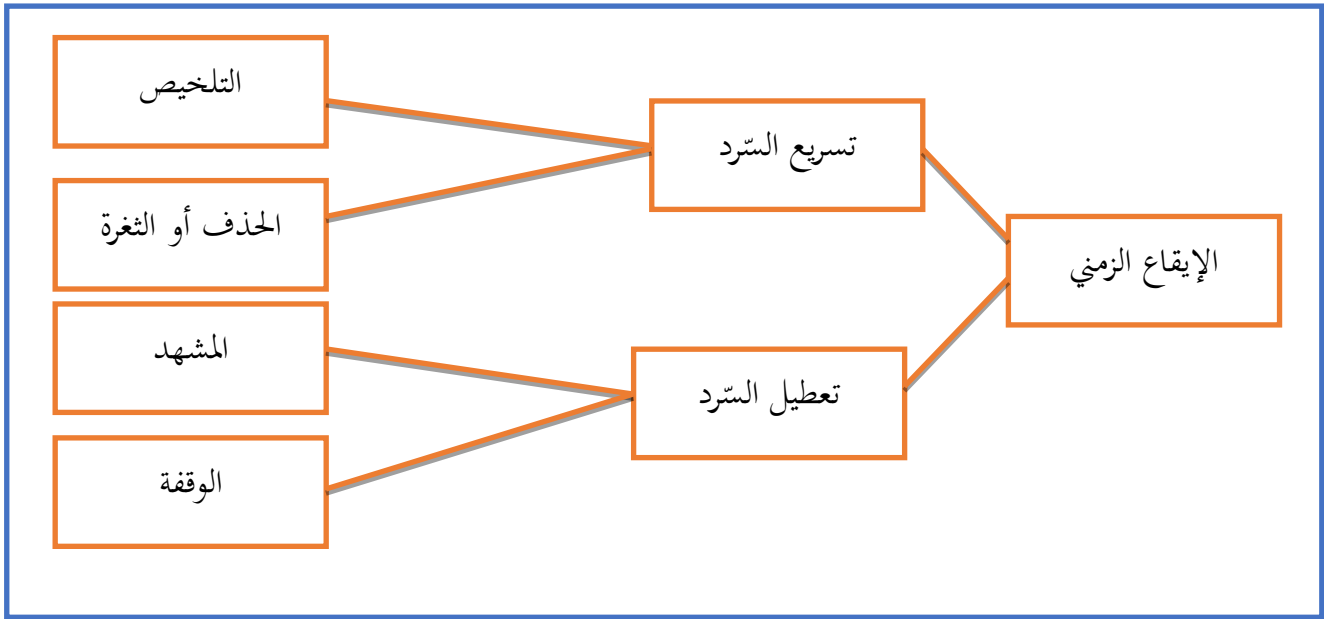 الإيقاع الزمني
تسريع السّرد
التلخيص
الحذف أو الثغرة
تعطيل السّرد
المشهد
الوقفة